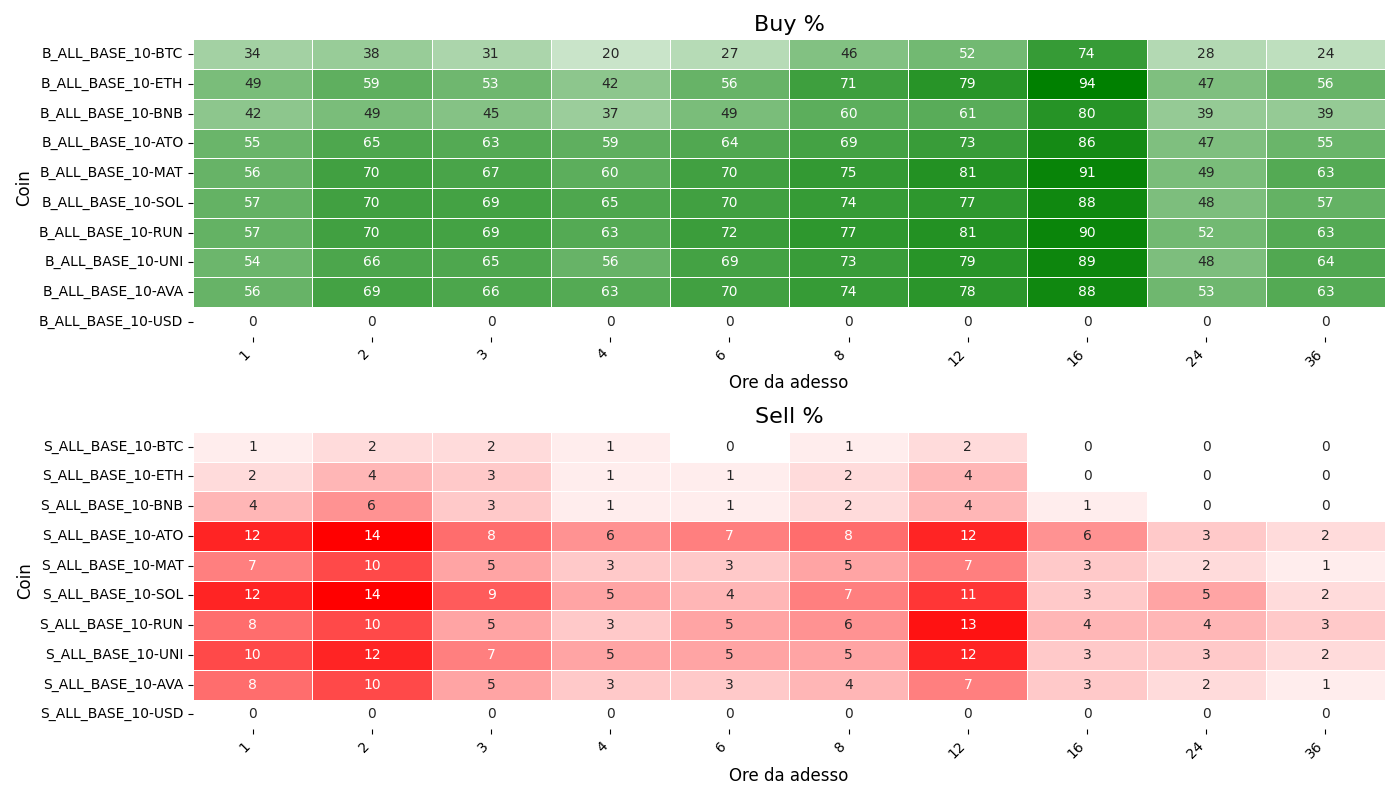 Buy %
Coin
B_ALL_BASE_10-BTC 34 38 31 20 27 46 52 74 28 24
B_ALL_BASE_10-ETH 49 59 53 42 56 71 79 94 47 56
B_ALL_BASE_10-BNB 42 49 45 37 49 60 61 80 39 39
B_ALL_BASE_10-ATO 55 65 63 59 64 69 73 86 47 55
B_ALL_BASE_10-MAT 56 70 67 60 70 75 81 91 49 63
B_ALL_BASE_10-SOL 57 70 69 65 70 74 77 88 48 57
B_ALL_BASE_10-RUN 57 70 69 63 72 77 81 90 52 63
B_ALL_BASE_10-UNI 54 66 65 56 69 73 79 89 48 64
B_ALL_BASE_10-AVA 56 69 66 63 70 74 78 88 53 63
B_ALL_BASE_10-USD 0 0 0 0 0 0 0 0 0 0
1 2 3 4 6 8 12 16 24 36
Ore da adesso
Sell %
Coin
S_ALL_BASE_10-BTC 1 2 2 1 0 1 2 0 0 0
S_ALL_BASE_10-ETH 2 4 3 1 1 2 4 0 0 0
S_ALL_BASE_10-BNB 4 6 3 1 1 2 4 1 0 0
S_ALL_BASE_10-ATO 12 14 8 6 7 8 12 6 3 2
S_ALL_BASE_10-MAT 7 10 5 3 3 5 7 3 2 1
S_ALL_BASE_10-SOL 12 14 9 5 4 7 11 3 5 2
S_ALL_BASE_10-RUN 8 10 5 3 5 6 13 4 4 3
S_ALL_BASE_10-UNI 10 12 7 5 5 5 12 3 3 2
S_ALL_BASE_10-AVA 8 10 5 3 3 4 7 3 2 1
S_ALL_BASE_10-USD 0 0 0 0 0 0 0 0 0 0
1 2 3 4 6 8 12 16 24 36
Ore da adesso